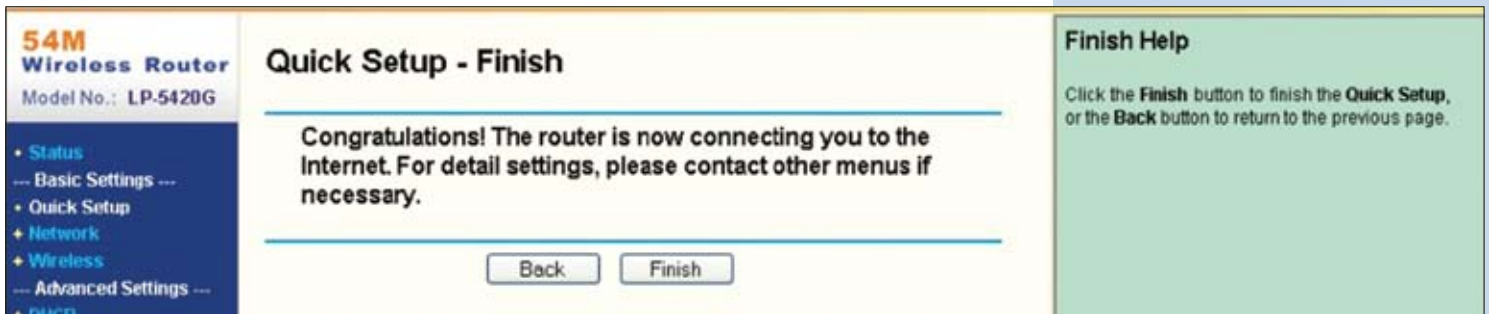 54M
Wireless Router
Model No.: LP-5420G
• Status
--- Basic Settings ---
• Quick Setup
+ Network
+ Wireless
--- Advanced Settings ---
+ DHCP
Quick Setup - Finish
Congratulations! The router is now connecting you to the
Internet. For detail settings, please contact other menus if
necessary.
Back
Finish
Finish Help
Click the Finish button to finish the Quick Setup,
or the Back button to return to the previous page.